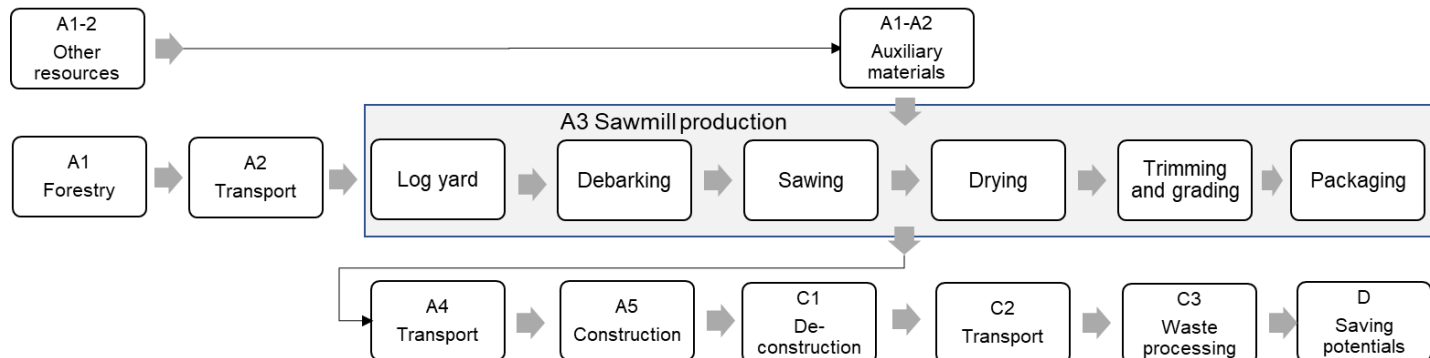 A1-2
Other
resources
A1-A2
Auxiliary
materials
A3 Sawmill production
A1
Forestry
A2
Transport
Log yard
Debarking
Sawing
Drying
Trimming
and grading
Packaging
A4
Transport
A5
Construction
C1
De-
construction
C2
Transport
C3
Waste
processing
D
Saving
potentials